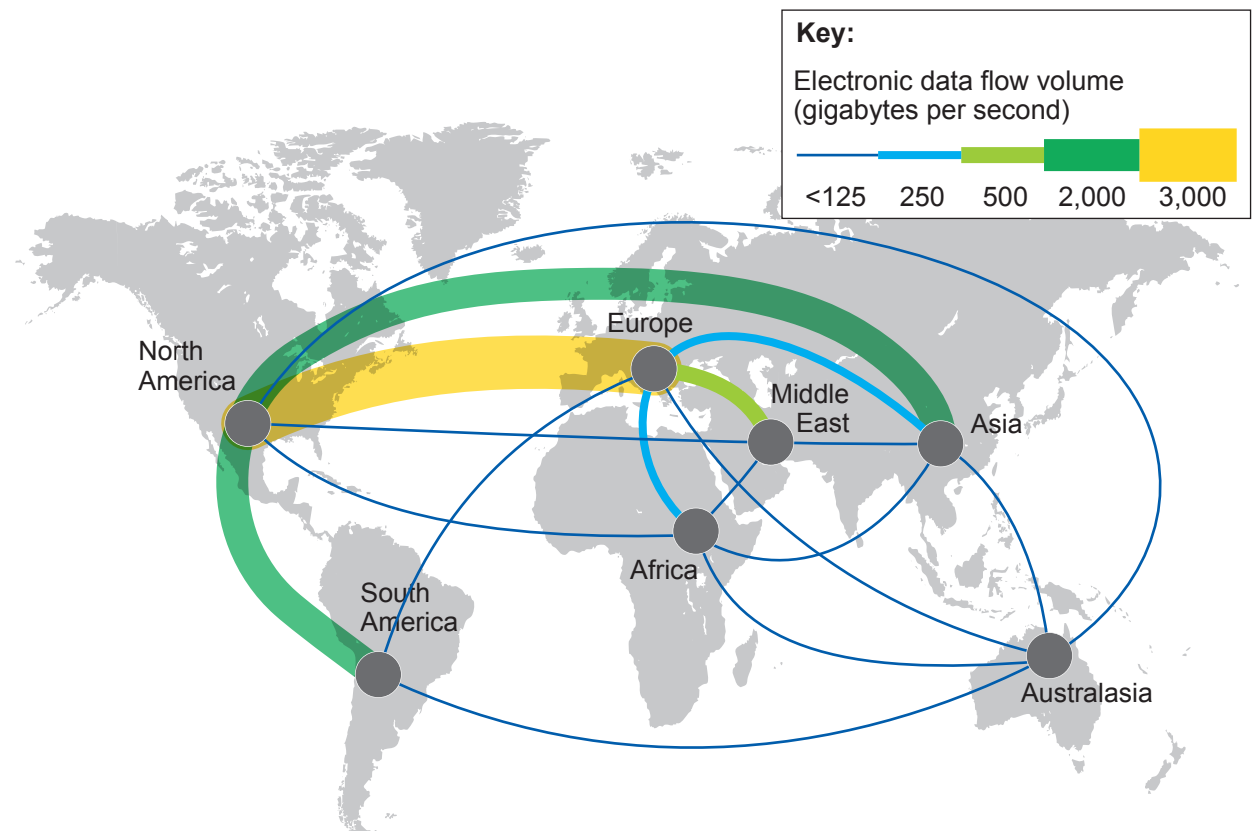 Key:
Electronic data flow volume
(gigabytes per second)
<125 250 500 2,000 3,000
Europe
North
America
Middle
East
Asia
Africa
South
America
Australasia